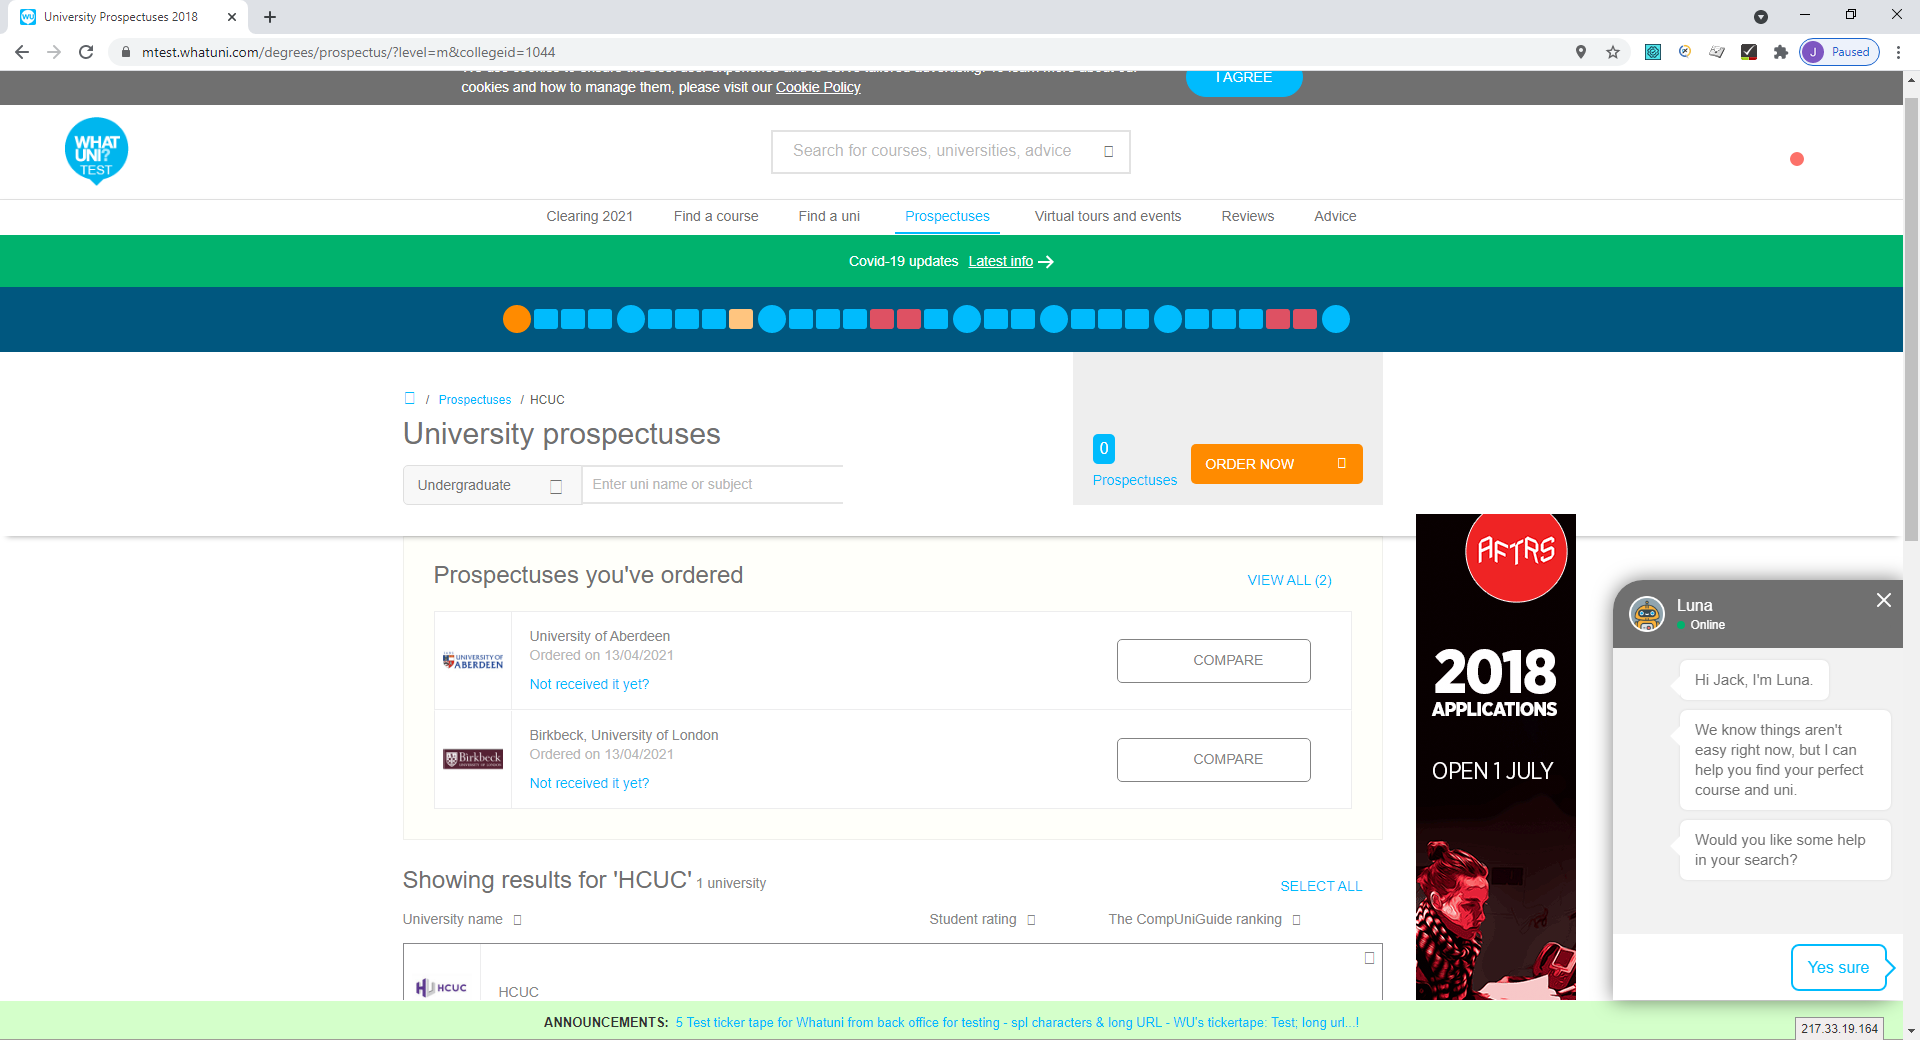 University Prospectuses 2018
mtest.whatuni.com/degrees/prospectus/?level=m&collegeid=1044
J Paused
cookies and how to manage them, please visit our Cookie Policy
I AGREE
WHAT
UNI?
TEST
Search for courses, universities, advice
Clearing 2021
Find a course
Find a uni
Prospectuses
Virtual tours and events
Reviews
Advice
Covid-19 updates Latest info
/ Prospectuses / HCUC
University prospectuses
0
Prospectuses
ORDER NOW
Undergraduate
Enter uni name or subject
Prospectuses you've ordered
VIEW ALL (2)
UNIVERSITY OF
ABERDEEN
University of Aberdeen
Ordered on 13/04/2021
Not received it yet?
COMPARE
Birkbeck
Birkbeck, University of London
Ordered on 13/04/2021
Not received it yet?
COMPARE
Showing results for 'HCUC' 1 university
SELECT ALL
University name
Student rating
The CompUniGuide ranking
HCUC
HCUC
AFTRS
2018
APPLICATIONS
OPEN 1 JULY
Luna
Online
Hi Jack, I'm Luna.
We know things aren't
easy right now, but I can
help you find your perfect
course and uni.
Would you like some help
in your search?
Yes sure
ANNOUNCEMENTS: 5 Test ticker tape for Whatuni from back office for testing - spl characters & long URL - WU's tickertape: Test; long url...!
217.33.19.164